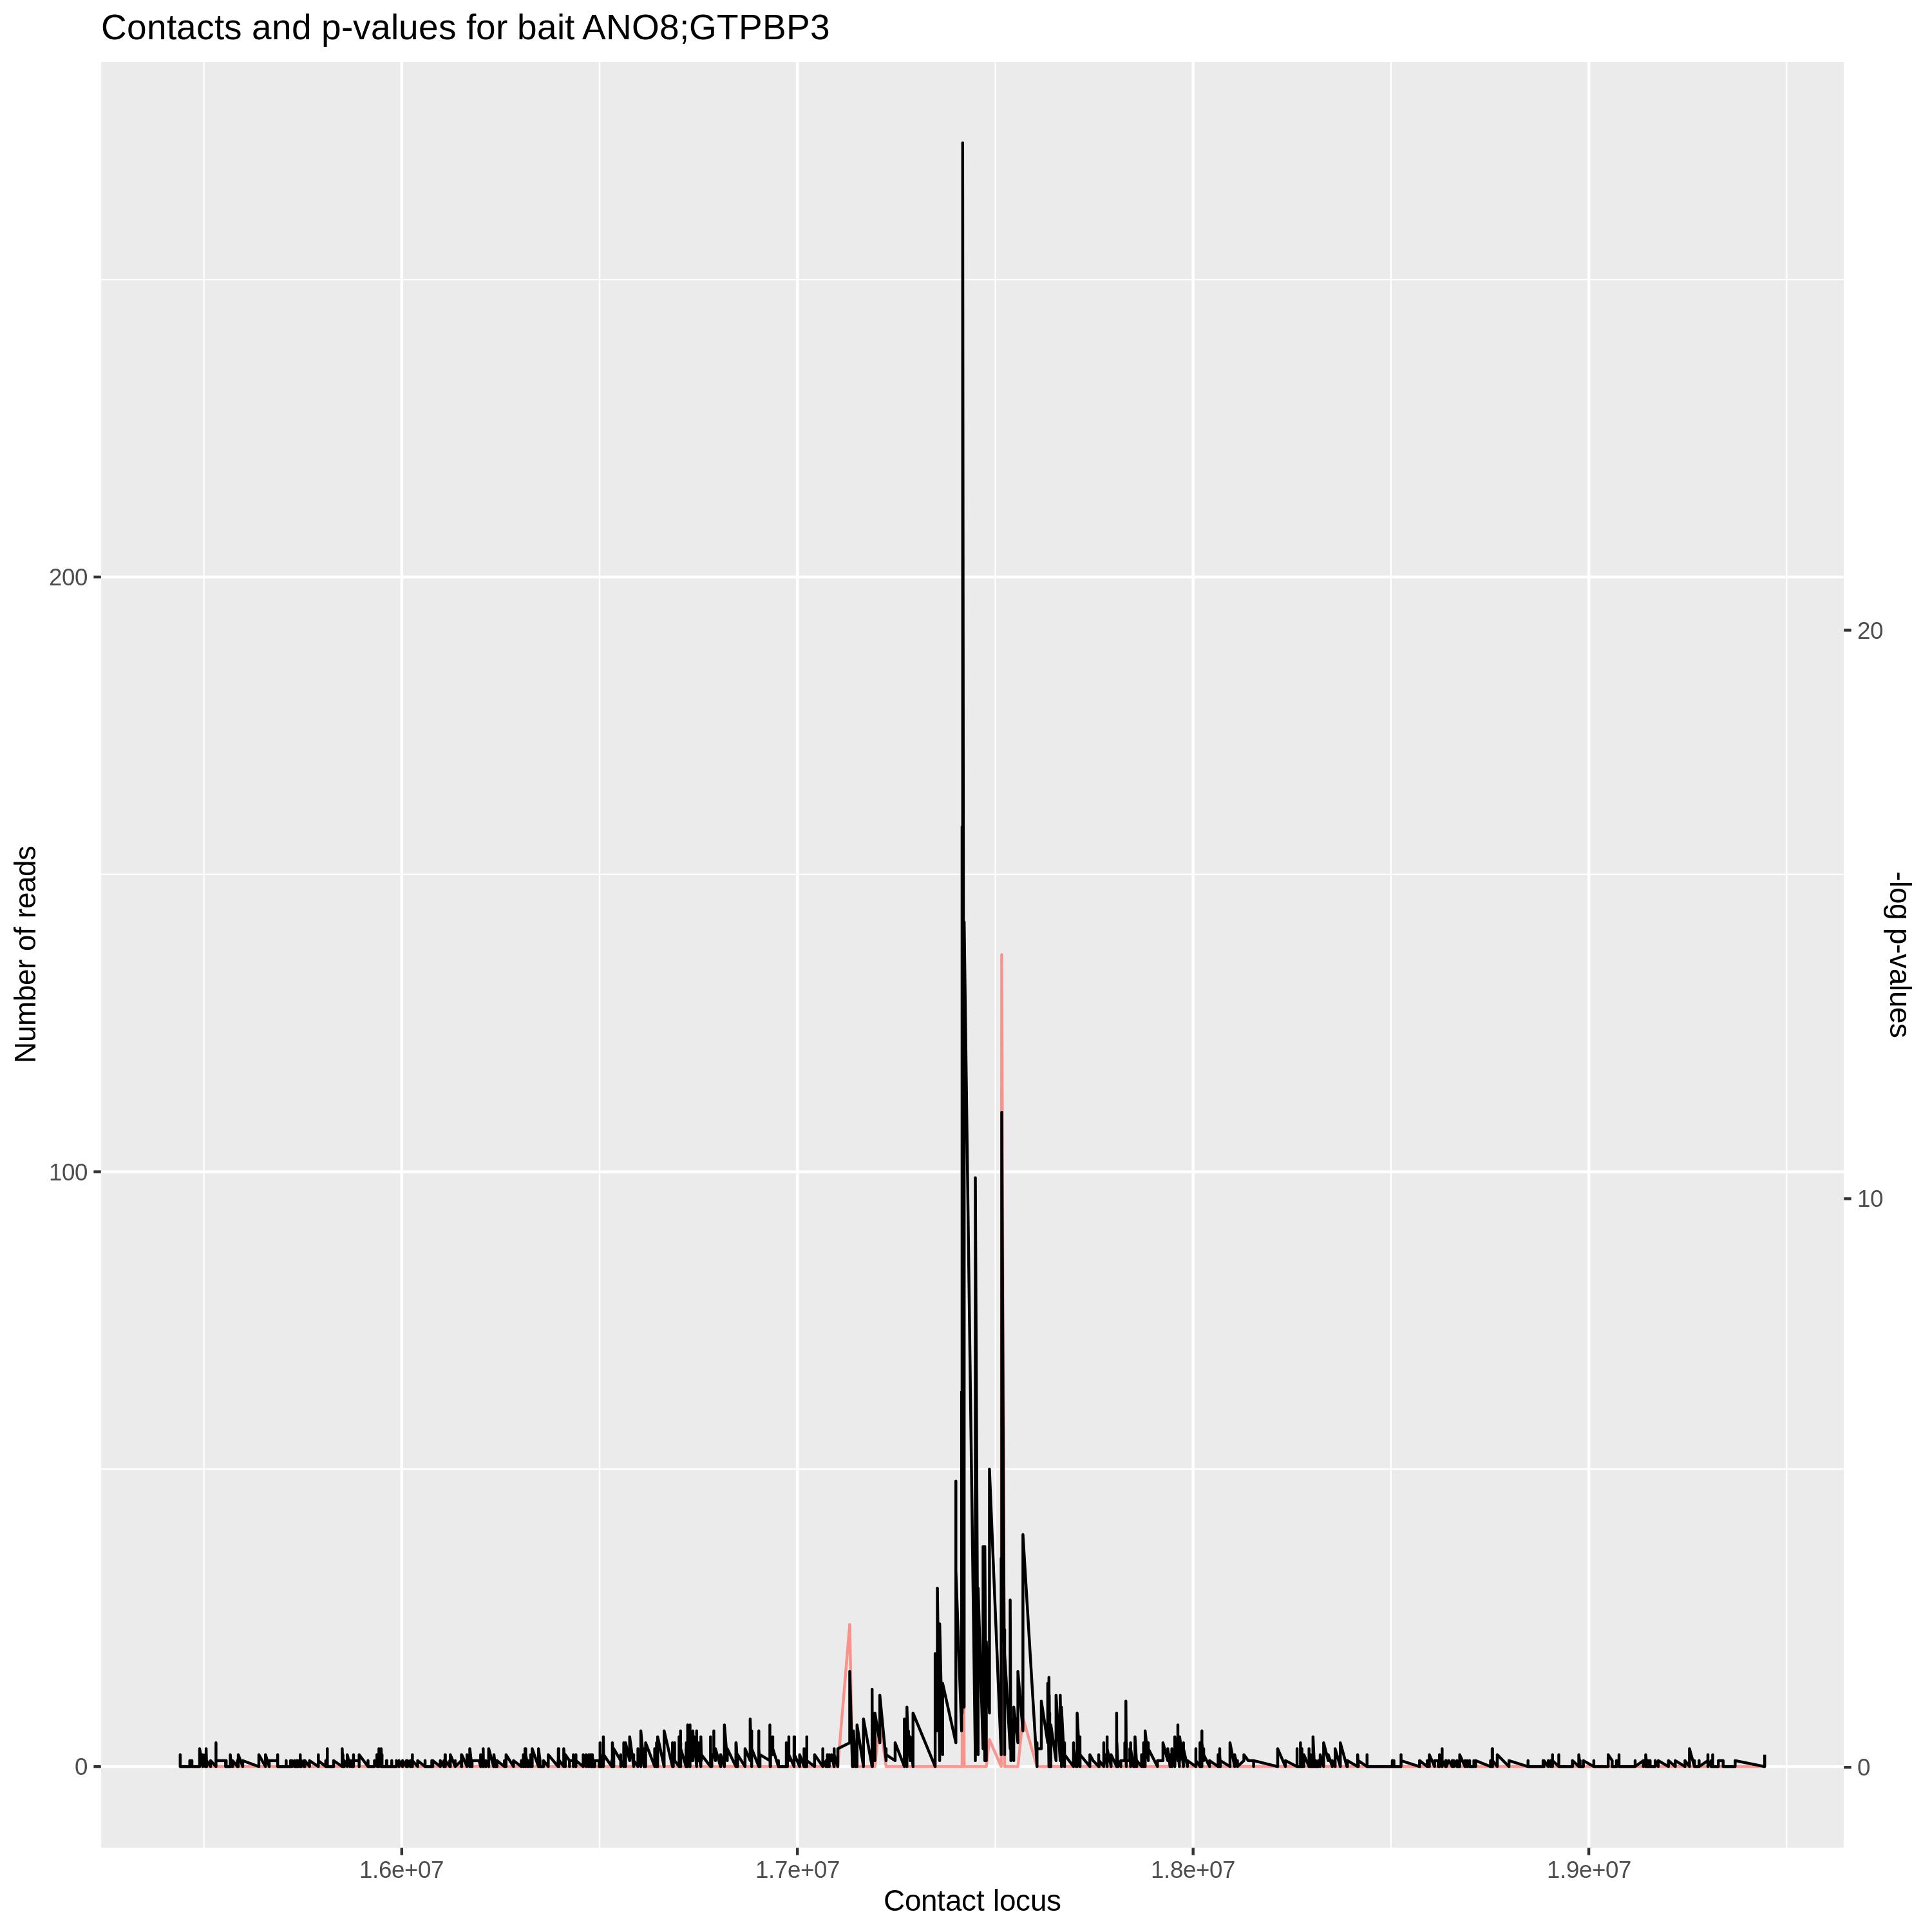 Contacts and p-values for bait ANO8;GTPBP3
Number of reads
200
100
0
-log p-values
20
10
0
1.6e+07 1.7e+07 1.8e+07 1.9e+07
Contact locus